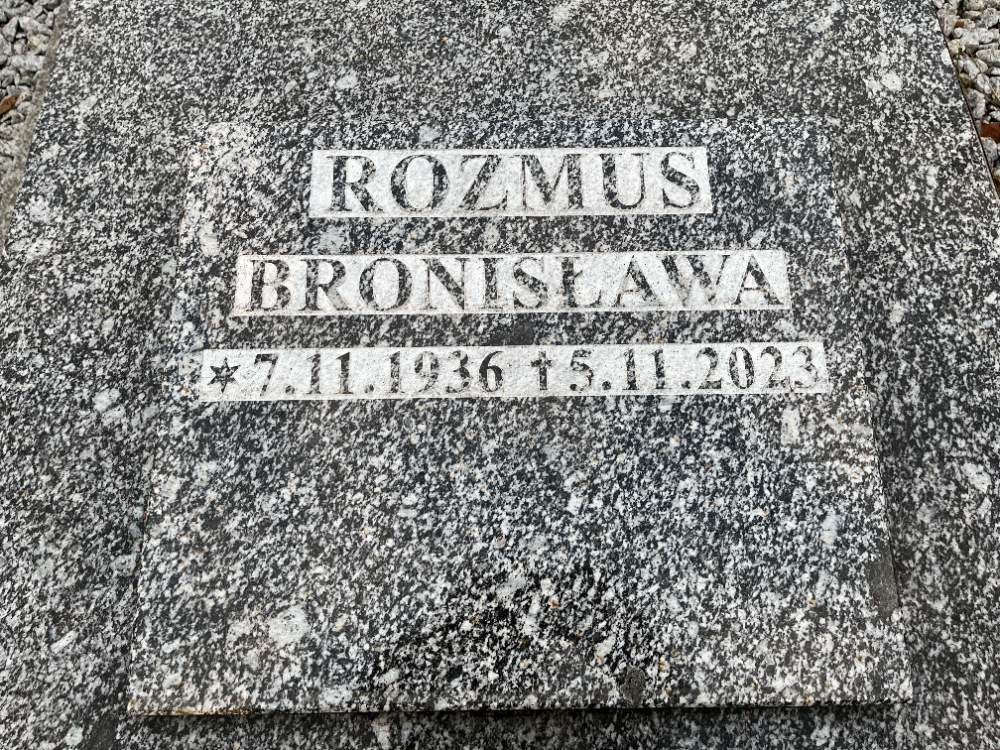 ROZMUS
BRONISŁAWA
✶ 7.11.1936 ✝ 5.11.2023